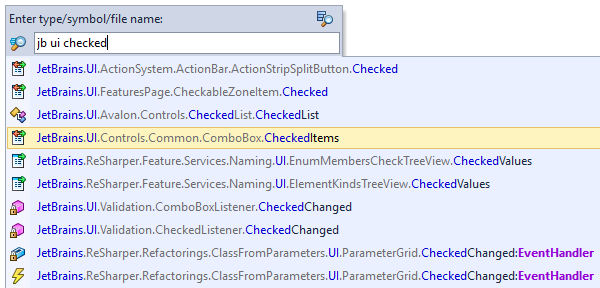 Enter type/symbol/file name:
jb ui checked
JetBrains.UI.ActionSystem.ActionBar.ActionStripSplitButton.Checked
JetBrains.UI.FeaturesPage.CheckableZoneItem.Checked
JetBrains.UI.Avalon.Controls.CheckedList.CheckedList
JetBrains.UI.Controls.Common.ComboBox.CheckedItems
JetBrains.ReSharper.Feature.Services.Naming.UI.EnumMembersCheckTreeView.CheckedValues
JetBrains.ReSharper.Feature.Services.Naming.UI.ElementKindsTreeView.CheckedValues
JetBrains.UI.Validation.ComboBoxListener.CheckedChanged
JetBrains.UI.Validation.CheckedListener.CheckedChanged
JetBrains.ReSharper.Refactorings.ClassFromParameters.UI.ParameterGrid.CheckedChanged:EventHandler
JetBrains.ReSharper.Refactorings.ClassFromParameters.UI.ParameterGrid.CheckedChanged:EventHandler